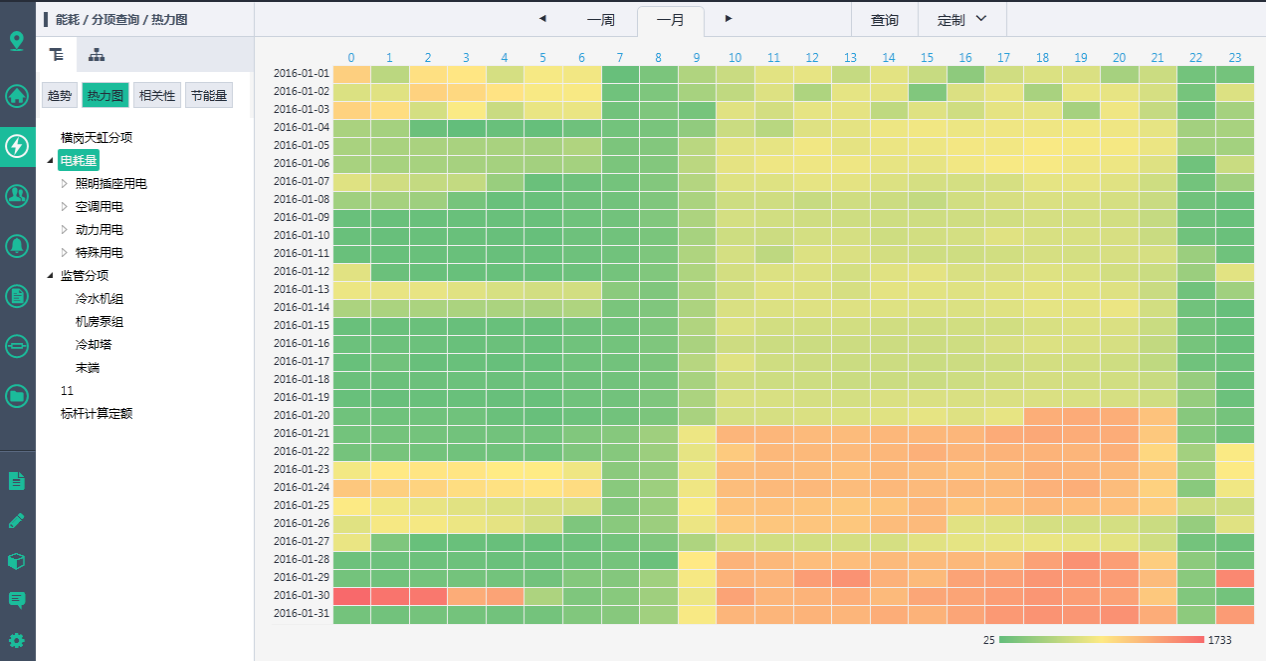 能耗 / 分项查询 / 热力图
一周
一月
查询
定制
趋势
热力图
相关性
节能量
横岗天虹分项
电耗量
照明插座用电
空调用电
动力用电
特殊用电
监管分项
冷水机组
机房泵组
冷却塔
末端
11
标杆计算定额
0 1 2 3 4 5 6 7 8 9 10 11 12 13 14 15 16 17 18 19 20 21 22 23
2016-01-01
2016-01-02
2016-01-03
2016-01-04
2016-01-05
2016-01-06
2016-01-07
2016-01-08
2016-01-09
2016-01-10
2016-01-11
2016-01-12
2016-01-13
2016-01-14
2016-01-15
2016-01-16
2016-01-17
2016-01-18
2016-01-19
2016-01-20
2016-01-21
2016-01-22
2016-01-23
2016-01-24
2016-01-25
2016-01-26
2016-01-27
2016-01-28
2016-01-29
2016-01-30
2016-01-31
25 1733